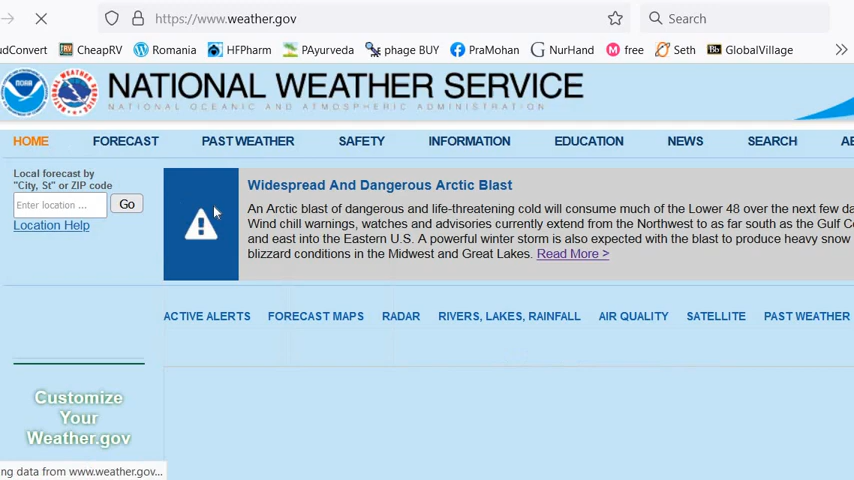 https://www.weather.gov
Search
CheapRV
Romania
HFPharm
PAyurveda
phage BUY
PraMohan
NurHand
free
Seth
GlobalVillage
NOAA
NATIONAL WEATHER SERVICE
NATIONAL OCEANIC AND ATMOSPHERIC ADMINISTRATION
HOME FORECAST PAST WEATHER SAFETY INFORMATION EDUCATION NEWS SEARCH
Local forecast by
"City, St" or ZIP code
Enter location ... Go
Location Help
Widespread And Dangerous Arctic Blast
An Arctic blast of dangerous and life-threatening cold will consume much of the Lower 48 over the next few
Wind chill warnings, watches and advisories currently extend from the Northwest to as far south as the Gulf
and east into the Eastern U.S. A powerful winter storm is also expected with the blast to produce heavy snow
blizzard conditions in the Midwest and Great Lakes. Read More >
ACTIVE ALERTS FORECAST MAPS RADAR RIVERS, LAKES, RAINFALL AIR QUALITY SATELLITE PAST WEATHER
Customize
Your
Weather.gov
ng data from www.weather.gov...